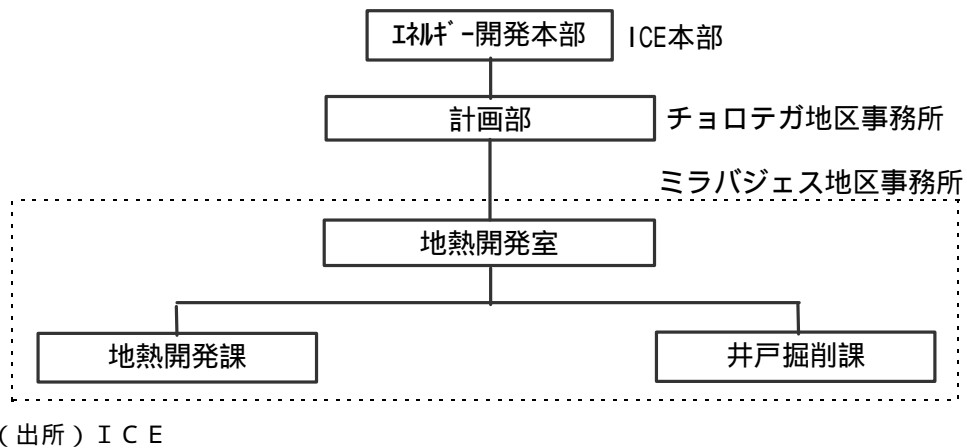 ｴﾈﾙｷﾞｰ開発本部 ICE本部
計画部 チョロテガ地区事務所
ミラバジェス地区事務所
地熱開発室
地熱開発課 井戸掘削課
（出所）ＩＣＥ